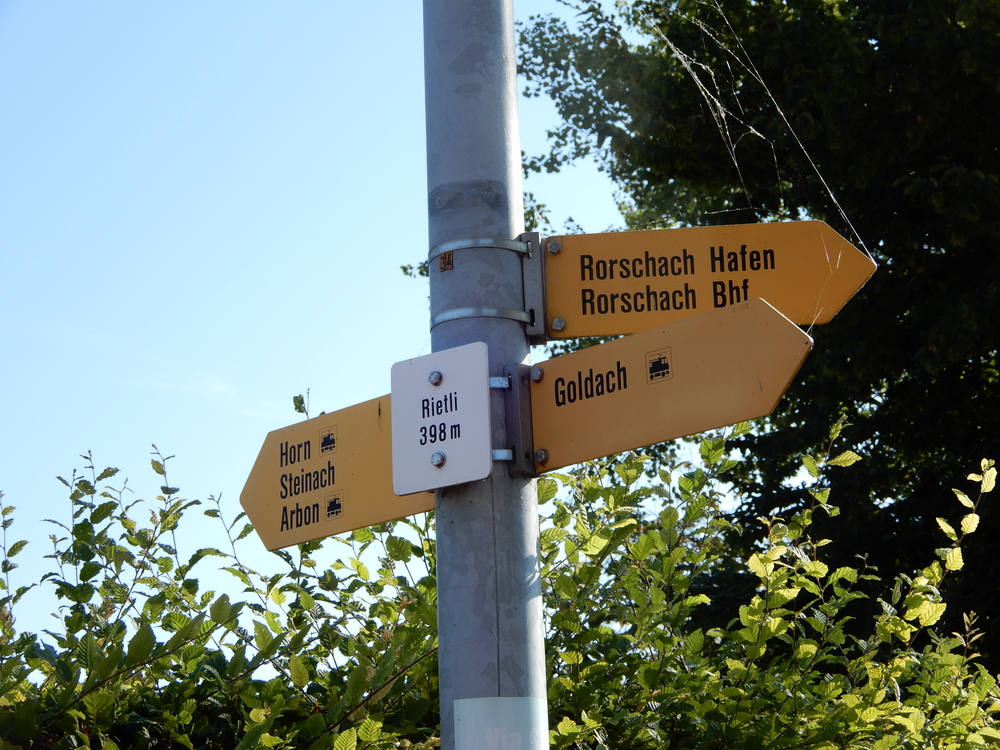 Rorschach Hafen
Rorschach Bhf
Goldach
Rietli
398 m
Horn
Steinach
Arbon